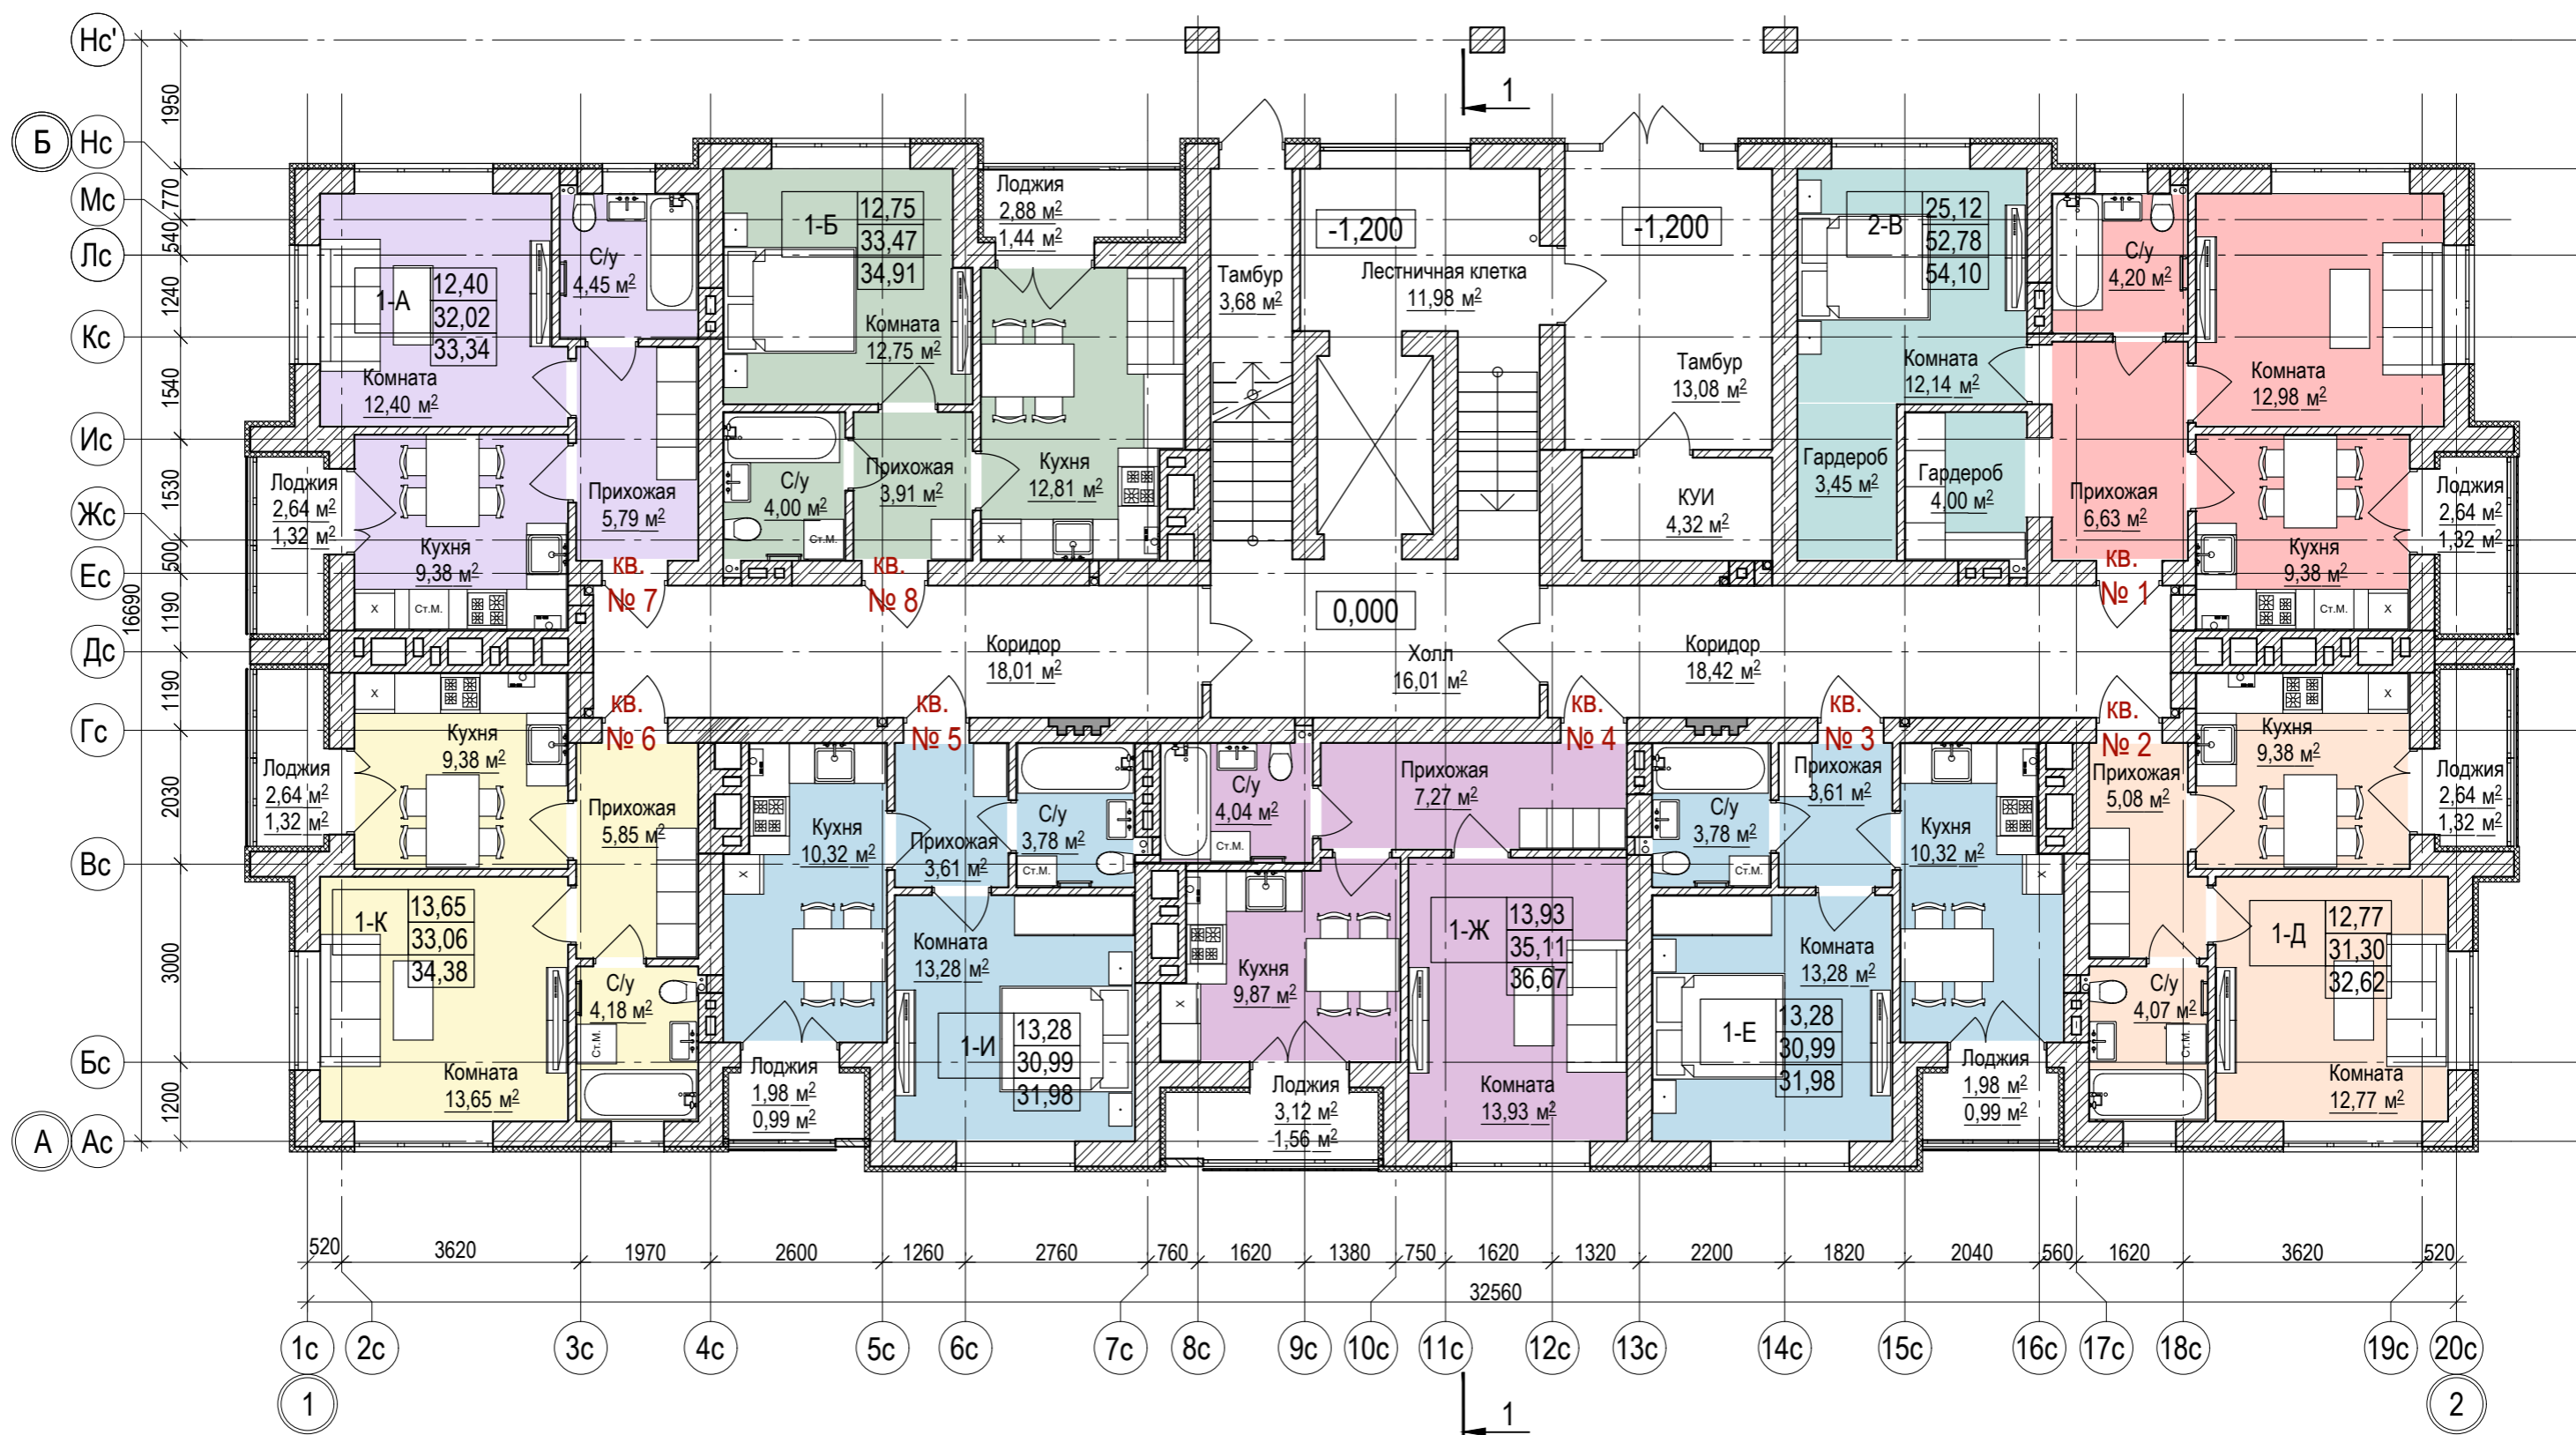 Нс'
1
1950
Б
Нс
770
Мс
540
Лс
1240
Кс
1540
Ис
1530
Жс
500
Ес
1190
16690
Дс
1190
Гс
2030
Вс
3000
Бс
1200
А
Ас
1-А
12,40
32,02
33,34
Комната
12,40 м²
С/у
4,45 м²
Прихожая
5,79 м²
Кухня
9,38 м²
Х
Ст.М.
Лоджия
2,64 м²
1,32 м²
кв.
№ 7
1-Б
12,75
33,47
34,91
Комната
12,75 м²
Лоджия
2,88 м²
1,44 м²
С/у
4,00 м²
Ст.М.
Прихожая
3,91 м²
Кухня
12,81 м²
Х
кв.
№ 8
Тамбур
3,68 м²
-1,200
Лестничная клетка
11,98 м²
-1,200
Тамбур
13,08 м²
КУИ
4,32 м²
2-В
25,12
52,78
54,10
Комната
12,14 м²
Гардероб
3,45 м²
Гардероб
4,00 м²
С/у
4,20 м²
Комната
12,98 м²
Прихожая
6,63 м²
Кухня
9,38 м²
Ст.М.
Х
Лоджия
2,64 м²
1,32 м²
кв.
№ 1
0,000
Коридор
18,01 м²
Холл
16,01 м²
Коридор
18,42 м²
кв.
№ 6
Х
Кухня
9,38 м²
Лоджия
2,64 м²
1,32 м²
Прихожая
5,85 м²
1-К
13,65
33,06
34,38
С/у
4,18 м²
Ст.М.
Комната
13,65 м²
кв.
№ 5
Кухня
10,32 м²
Х
Прихожая
3,61 м²
С/у
3,78 м²
Ст.М.
Комната
13,28 м²
1-И
13,28
30,99
31,98
Лоджия
1,98 м²
0,99 м²
кв.
№ 4
С/у
4,04 м²
Ст.М.
Прихожая
7,27 м²
Кухня
9,87 м²
Х
1-Ж
13,93
35,11
36,67
Лоджия
3,12 м²
1,56 м²
Комната
13,93 м²
кв.
№ 3
С/у
3,78 м²
Ст.М.
Прихожая
3,61 м²
Кухня
10,32 м²
Х
Комната
13,28 м²
1-Е
13,28
30,99
31,98
Лоджия
1,98 м²
0,99 м²
кв.
№ 2
Прихожая
5,08 м²
Х
Кухня
9,38 м²
Лоджия
2,64 м²
1,32 м²
1-Д
12,77
31,30
32,62
С/у
4,07 м²
Ст.М.
Комната
12,77 м²
520
3620
1970
2600
1260
2760
760
1620
1380
750
1620
1320
2200
1820
2040
560
1620
3620
520
32560
1с
2с
3с
4с
5с
6с
7с
8с
9с
10с
11с
12с
13с
14с
15с
16с
17с
18с
19с
20с
1
1
2